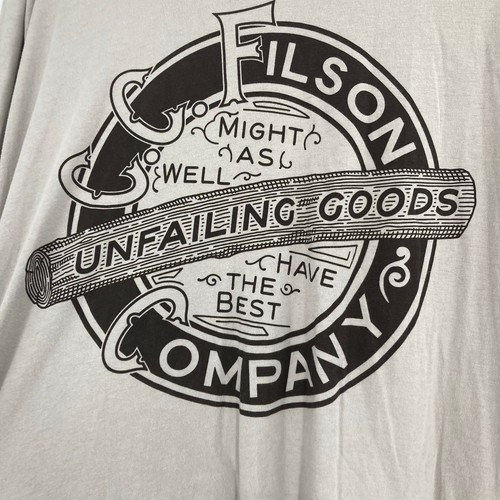 C.C. FILSON
MIGHT
AS
WELL
UNFAILING GOODS
HAVE
THE
BEST
COMPANY